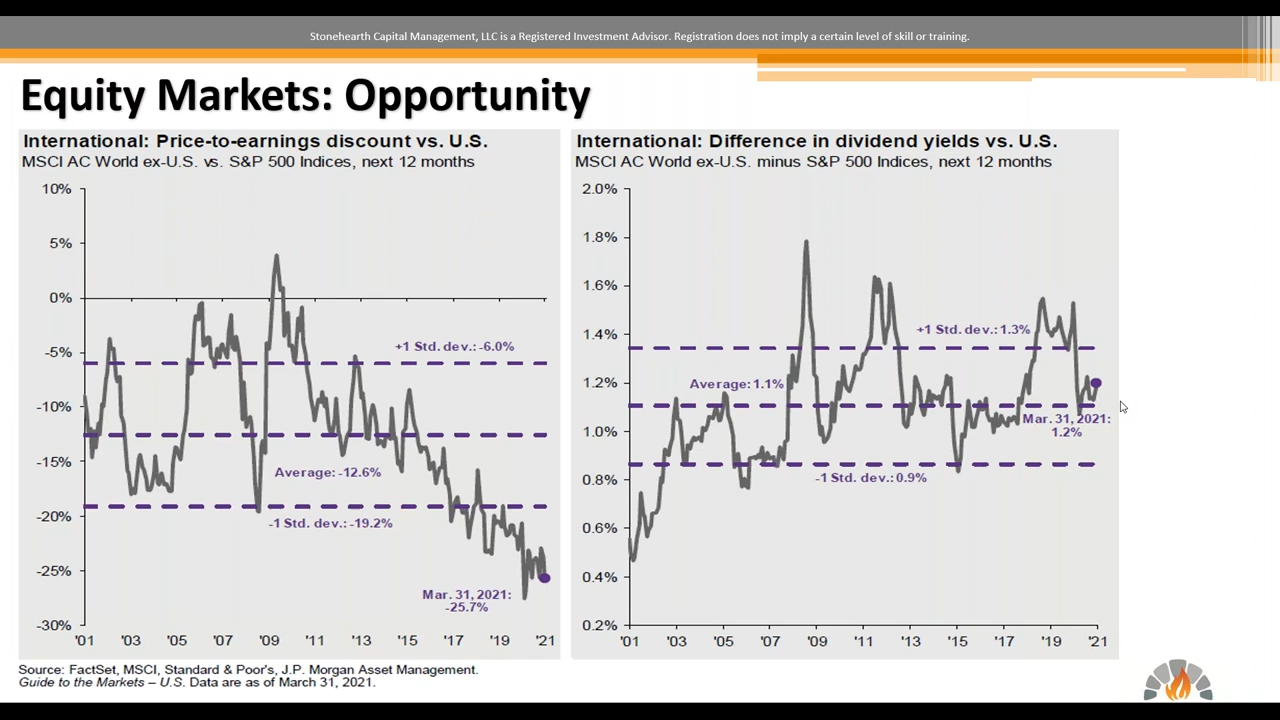 Stonehearth Capital Management, LLC is a Registered Investment Advisor. Registration does not imply a certain level of skill or training.
Equity Markets: Opportunity
International: Price-to-earnings discount vs. U.S.
MSCI AC World ex-U.S. vs. S&P 500 Indices, next 12 months
10%
5%
0%
-5%
-10%
-15%
-20%
-25%
-30%
+1 Std. dev.: -6.0%
Average: -12.6%
-1 Std. dev.: -19.2%
Mar. 31, 2021:
-25.7%
'01 '03 '05 '07 '09 '11 '13 '15 '17 '19 '21
International: Difference in dividend yields vs. U.S.
MSCI AC World ex-U.S. minus S&P 500 Indices, next 12 months
2.0%
1.8%
1.6%
1.4%
1.2%
1.0%
0.8%
0.6%
0.4%
0.2%
+1 Std. dev.: 1.3%
Average: 1.1%
Mar. 31, 2021:
1.2%
-1 Std. dev.: 0.9%
'01 '03 '05 '07 '09 '11 '13 '15 '17 '19 '21
Source: FactSet, MSCI, Standard & Poor's, J.P. Morgan Asset Management.
Guide to the Markets – U.S. Data are as of March 31, 2021.